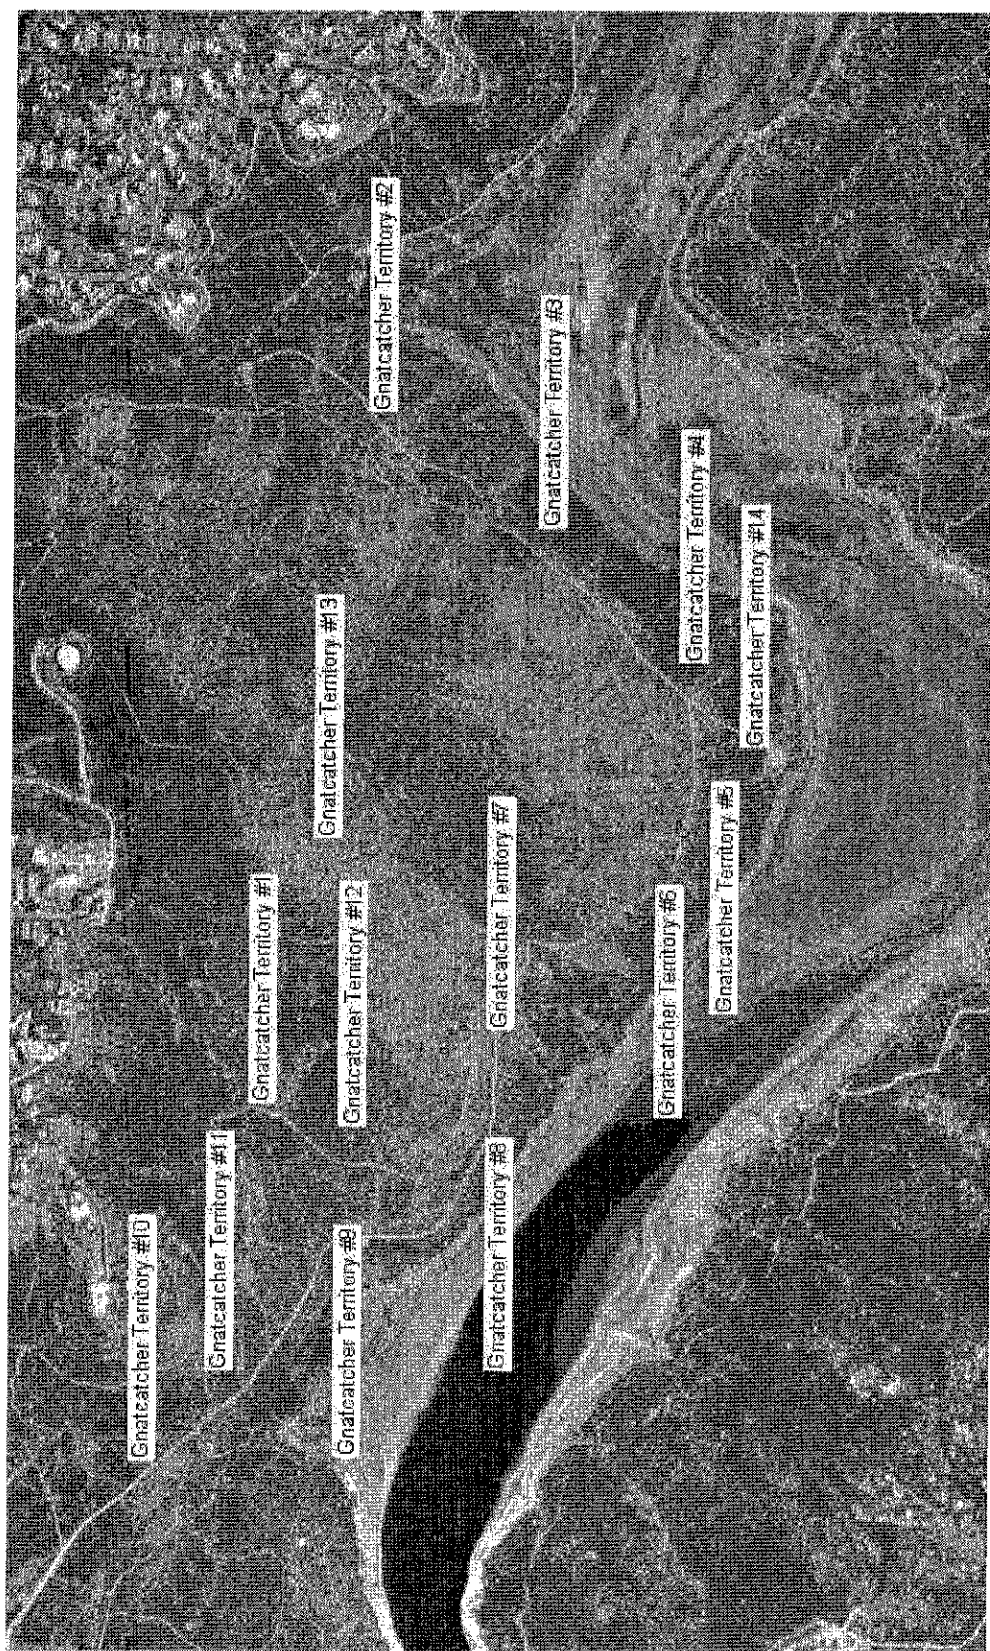 Gnatcatcher Territory #10
Gnatcatcher Territory #11
Gnatcatcher Territory #1
Gnatcatcher Territory #13
Gnatcatcher Territory #9
Gnatcatcher Territory #12
Gnatcatcher Territory #2
Gnatcatcher Territory #8
Gnatcatcher Territory #7
Gnatcatcher Territory #3
Gnatcatcher Territory #6
Gnatcatcher Territory #4
Gnatcatcher Territory #5
Gnatcatcher Territory #14